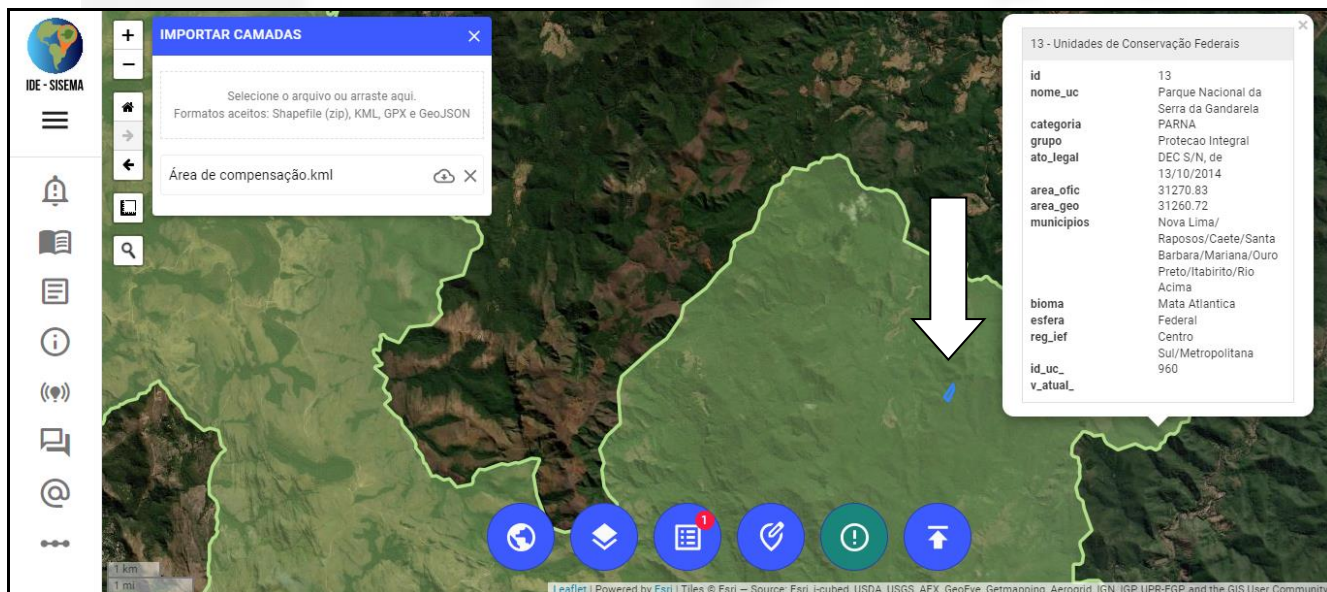 IDE - SISEMA
+
−
IMPORTAR CAMADAS
Selecione o arquivo ou arraste aqui.
Formatos aceitos: Shapefile (zip), KML, GPX e GeoJSON
Área de compensação.kml
13 - Unidades de Conservação Federais
id 13
nome_uc Parque Nacional da
Serra da Gandarela
categoria PARNA
grupo Protecao Integral
ato_legal DEC S/N, de
13/10/2014
area_ofic 31270.83
area_geo 31260.72
municipios Nova Lima/
Raposos/Caete/Santa
Barbara/Mariana/Ouro
Preto/Itabirito/Rio
Acima
bioma Mata Atlantica
esfera Federal
reg_ief Centro
Sul/Metropolitana
id_uc_ 960
v_atual_
1
1 km
1 mi
Leaflet | Powered by Esri | Tiles © Esri — Source: Esri, i-cubed, USDA, USGS, AEX, GeoEye, Getmapping, Aerogrid, IGN, IGP, UPR-EGP, and the GIS User Community